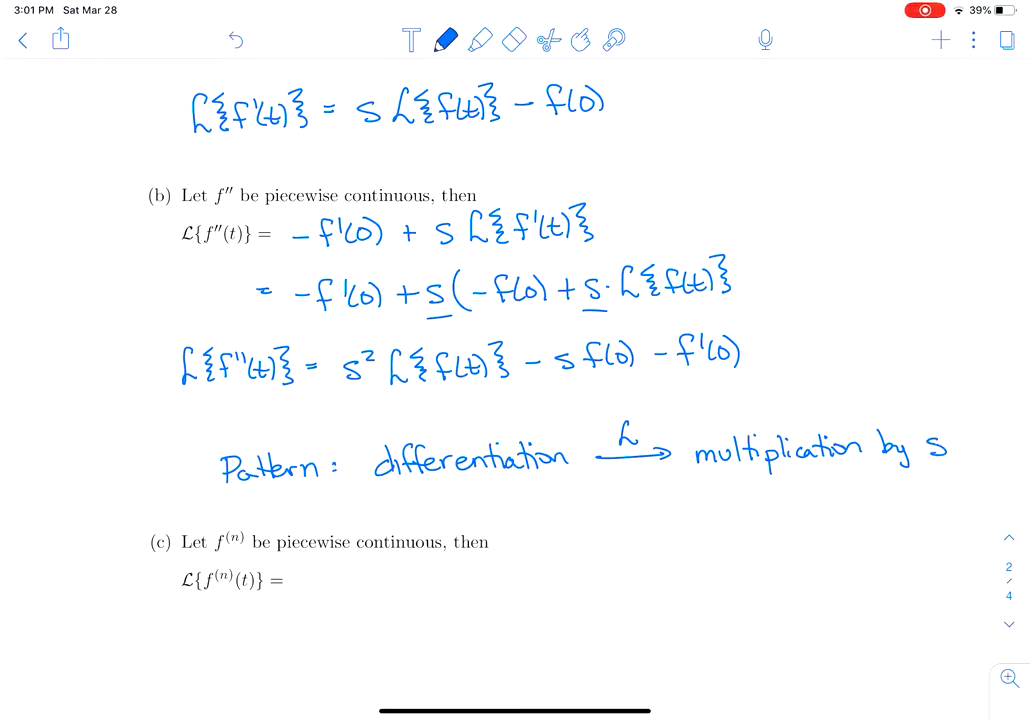 3:01 PM Sat Mar 28 39%
T
ℒ{f'(t)} = s ℒ{f(t)} - f(0)
(b) Let f″ be piecewise continuous, then
ℒ{f″(t)} = - f'(0) + s ℒ{f'(t)}
= - f'(0) + s(-f(0) + s · ℒ{f(t)}
ℒ{f"(t)} = s² ℒ{f(t)} - s f(0) - f'(0)
Pattern: differentiation ℒ→ multiplication by s
(c) Let f⁽ⁿ⁾ be piecewise continuous, then
ℒ{f⁽ⁿ⁾(t)} =
2
/
4